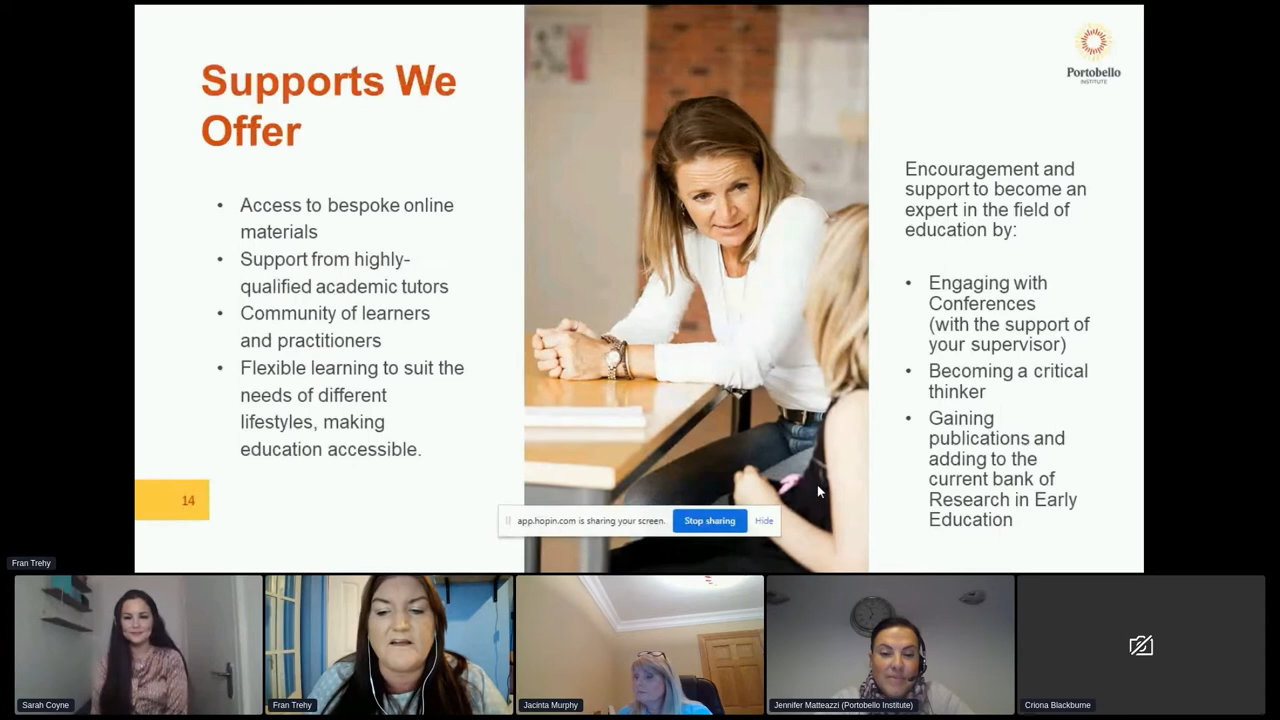 Supports We
Offer
• Access to bespoke online
materials
• Support from highly-
qualified academic tutors
• Community of learners
and practitioners
• Flexible learning to suit the
needs of different
lifestyles, making
education accessible.
14
Portobello
INSTITUTE
Encouragement and
support to become an
expert in the field of
education by:
• Engaging with
Conferences
(with the support of
your supervisor)
• Becoming a critical
thinker
• Gaining
publications and
adding to the
current bank of
Research in Early
Education
app.hopin.com is sharing your screen.
Stop sharing
Hide
Fran Trehy
Sarah Coyne
Fran Trehy
Jacinta Murphy
Jennifer Matteazzi (Portobello Institute)
Criona Blackburne